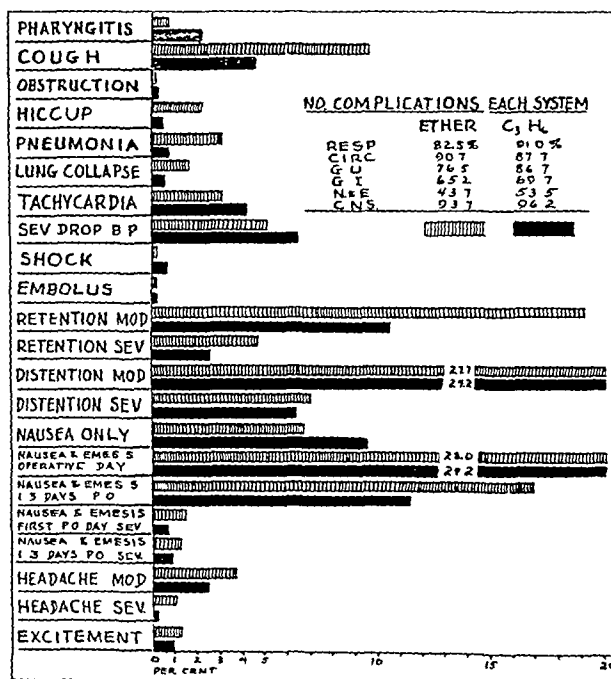 PHARYNGITIS
COUGH
OBSTRUCTION
HICCUP
PNEUMONIA
LUNG COLLAPSE
TACHYCARDIA
SEV DROP B P
SHOCK
EMBOLUS
RETENTION MOD
RETENTION SEV
DISTENTION MOD
DISTENTION SEV
NAUSEA ONLY
NAUSEA & EMES S
OPERATIVE DAY
NAUSEA & EMES S
1 3 DAYS P O
NAUSEA & EMESIS
FIRST PO DAY SEV.
NAUSEA & EMESIS
1 3 DAYS PO SEV.
HEADACHE MOD
HEADACHE SEV.
EXCITEMENT
NO. COMPLICATIONS EACH SYSTEM
ETHER C3 H6
RESP 82.5% 91.0%
CIRC 90 7 87 7
G U 76 5 86 7
G I 65 2 69 7
N&E 43 7 53 5
C N S. 93 7 96 2
27.7
29.2
28.0
24.2
0 1 2 3 4 5 10 15 20
PER CENT